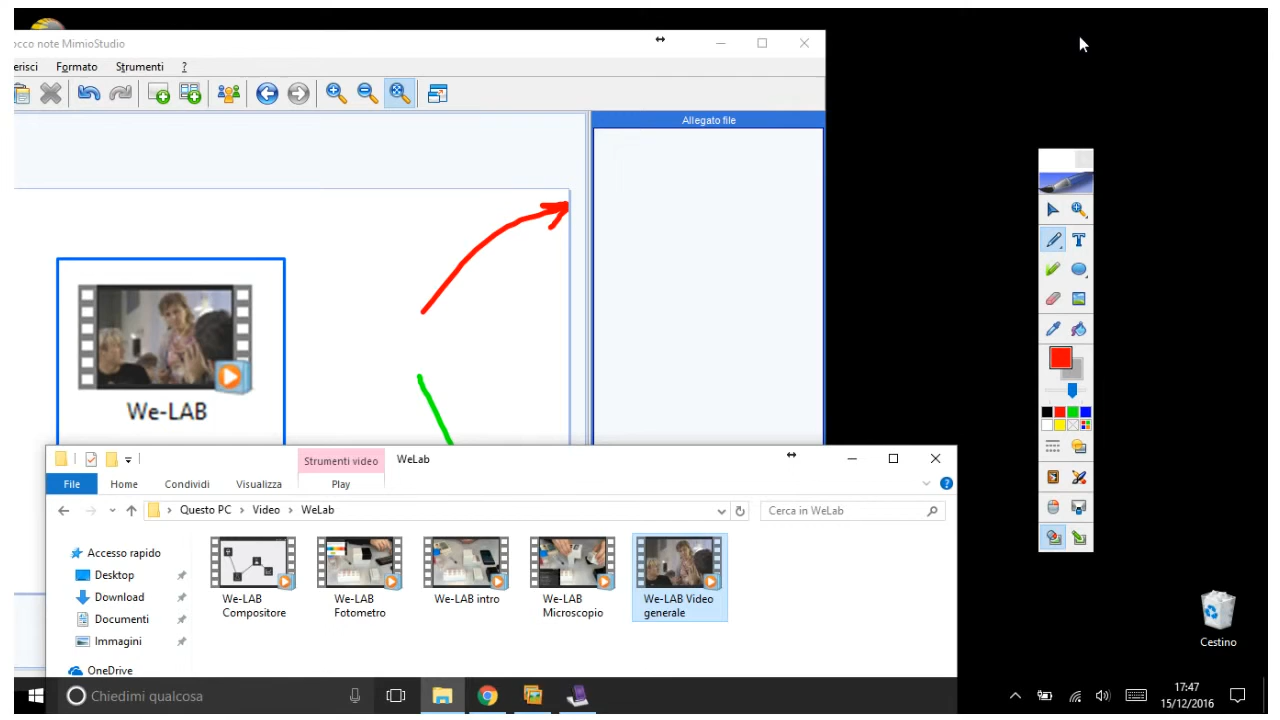 occo note MimioStudio
erisci Formato Strumenti ?
Allegato file
We-LAB
Strumenti video WeLab
File Home Condividi Visualizza Play
Questo PC > Video > WeLab Cerca in WeLab
Accesso rapido
Desktop
Download
Documenti
Immagini
OneDrive
We-LAB
Compositore
We-LAB
Fotometro
We-LAB intro
We-LAB
Microscopio
We-LAB Video
generale
T
Cestino
Chiedimi qualcosa
17:47
15/12/2016